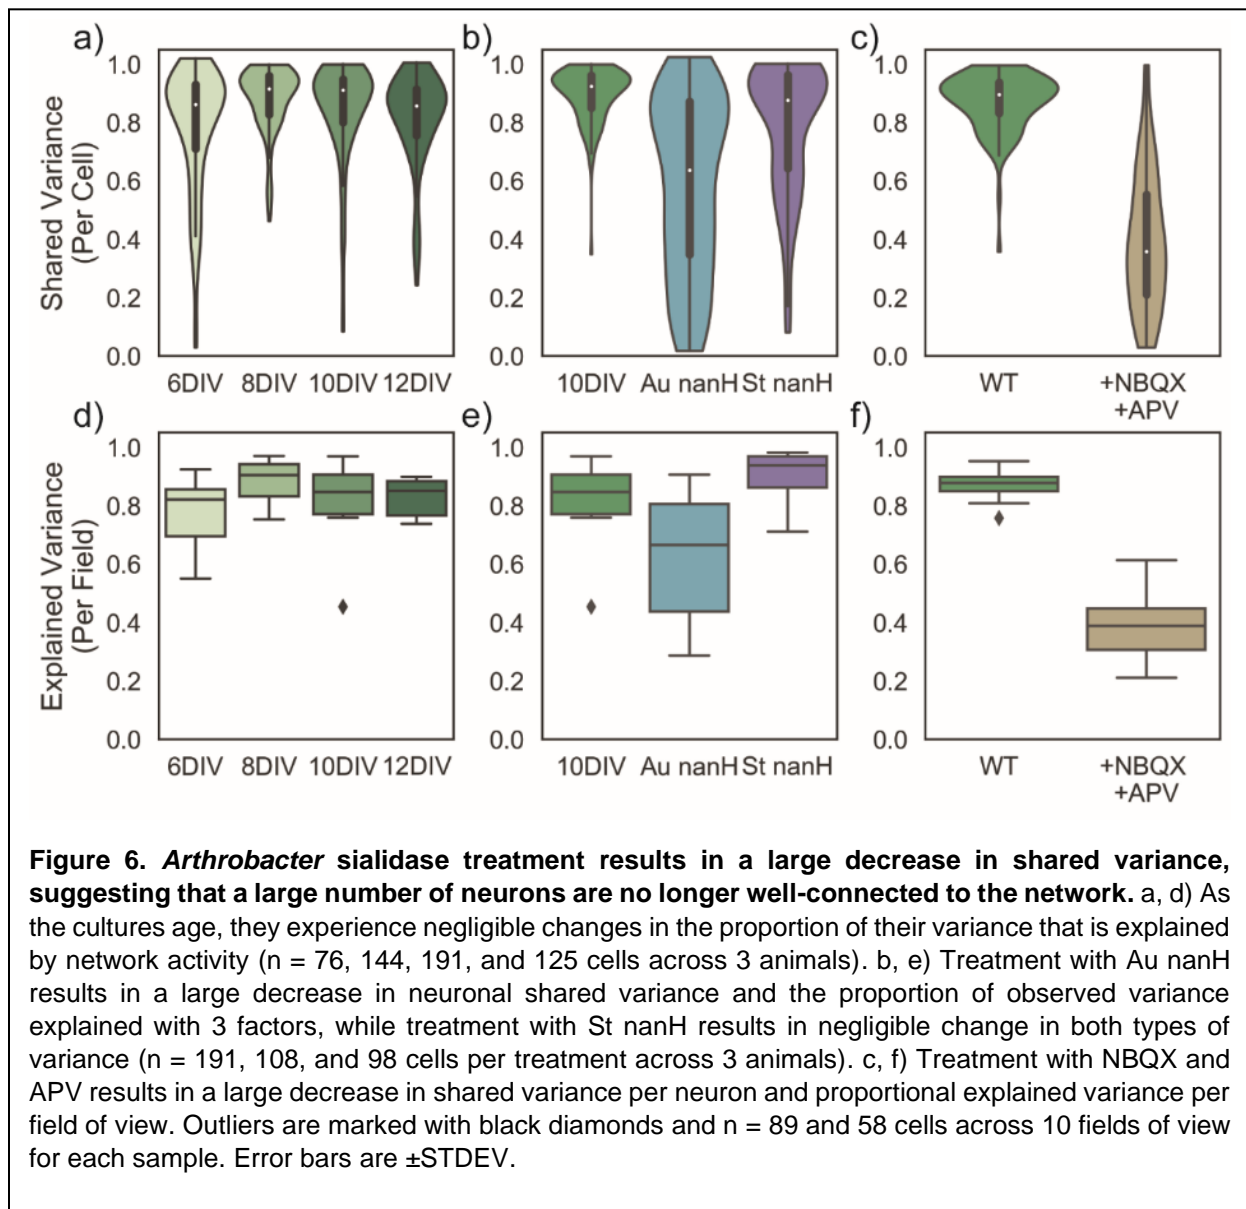 a)
b)
c)
Shared Variance
(Per Cell)
1.0
0.8
0.6
0.4
0.2
0.0
6DIV 8DIV 10DIV 12DIV
1.0
0.8
0.6
0.4
0.2
0.0
10DIV Au nanH St nanH
1.0
0.8
0.6
0.4
0.2
0.0
WT +NBQX
+APV
d)
e)
f)
Explained Variance
(Per Field)
1.0
0.8
0.6
0.4
0.2
0.0
6DIV 8DIV 10DIV 12DIV
1.0
0.8
0.6
0.4
0.2
0.0
10DIV Au nanH St nanH
1.0
0.8
0.6
0.4
0.2
0.0
WT +NBQX
+APV
Figure 6. Arthrobacter sialidase treatment results in a large decrease in shared variance,
suggesting that a large number of neurons are no longer well-connected to the network. a, d) As
the cultures age, they experience negligible changes in the proportion of their variance that is explained
by network activity (n = 76, 144, 191, and 125 cells across 3 animals). b, e) Treatment with Au nanH
results in a large decrease in neuronal shared variance and the proportion of observed variance
explained with 3 factors, while treatment with St nanH results in negligible change in both types of
variance (n = 191, 108, and 98 cells per treatment across 3 animals). c, f) Treatment with NBQX and
APV results in a large decrease in shared variance per neuron and proportional explained variance per
field of view. Outliers are marked with black diamonds and n = 89 and 58 cells across 10 fields of view
for each sample. Error bars are ±STDEV.